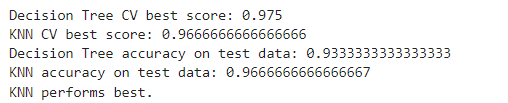 Decision Tree CV best score: 0.975
KNN CV best score: 0.9666666666666666
Decision Tree accuracy on test data: 0.9333333333333333
KNN accuracy on test data: 0.9666666666666667
KNN performs best.